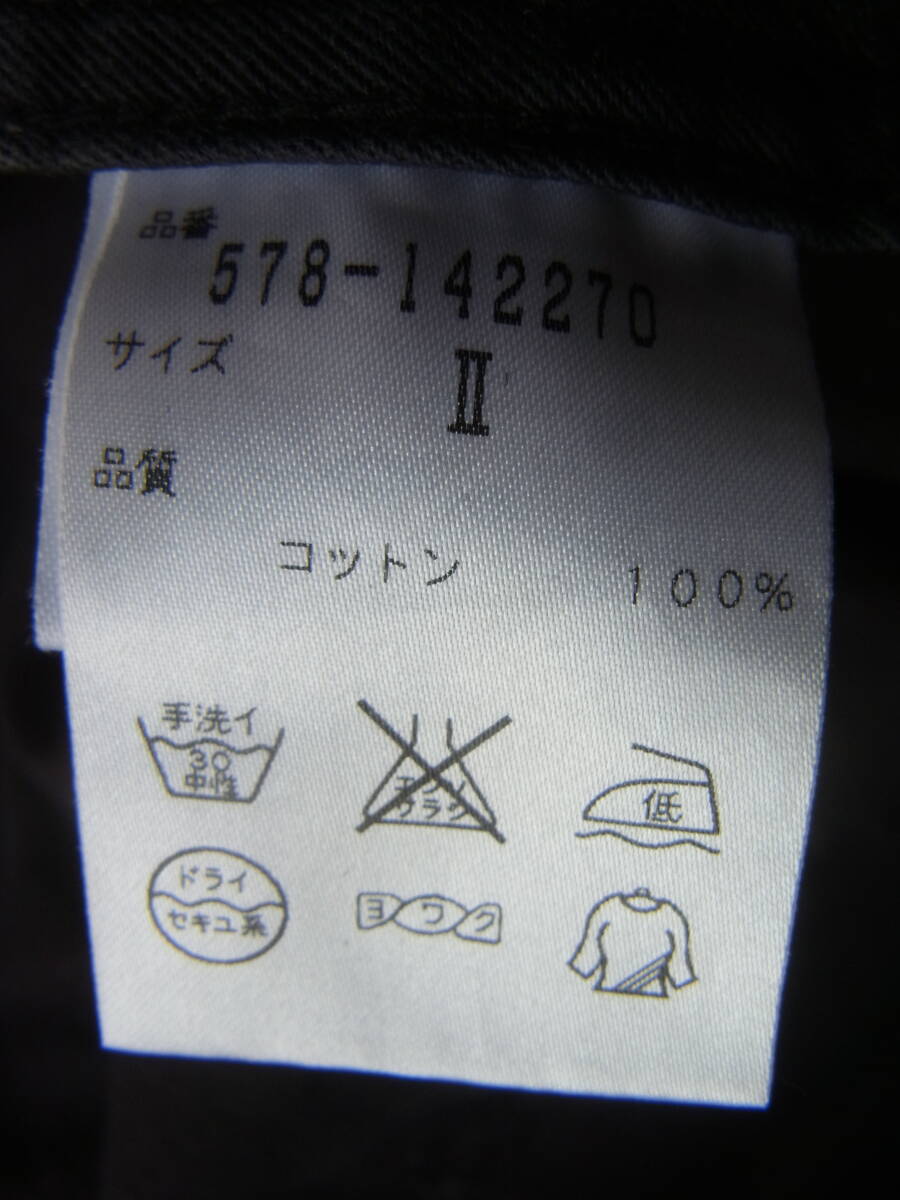 品番
578-142270
サイズ
II
品質
コットン 100%
手洗イ
30
中性
エンソ
サラシ
低
ドライ
セキユ系
ヨワク